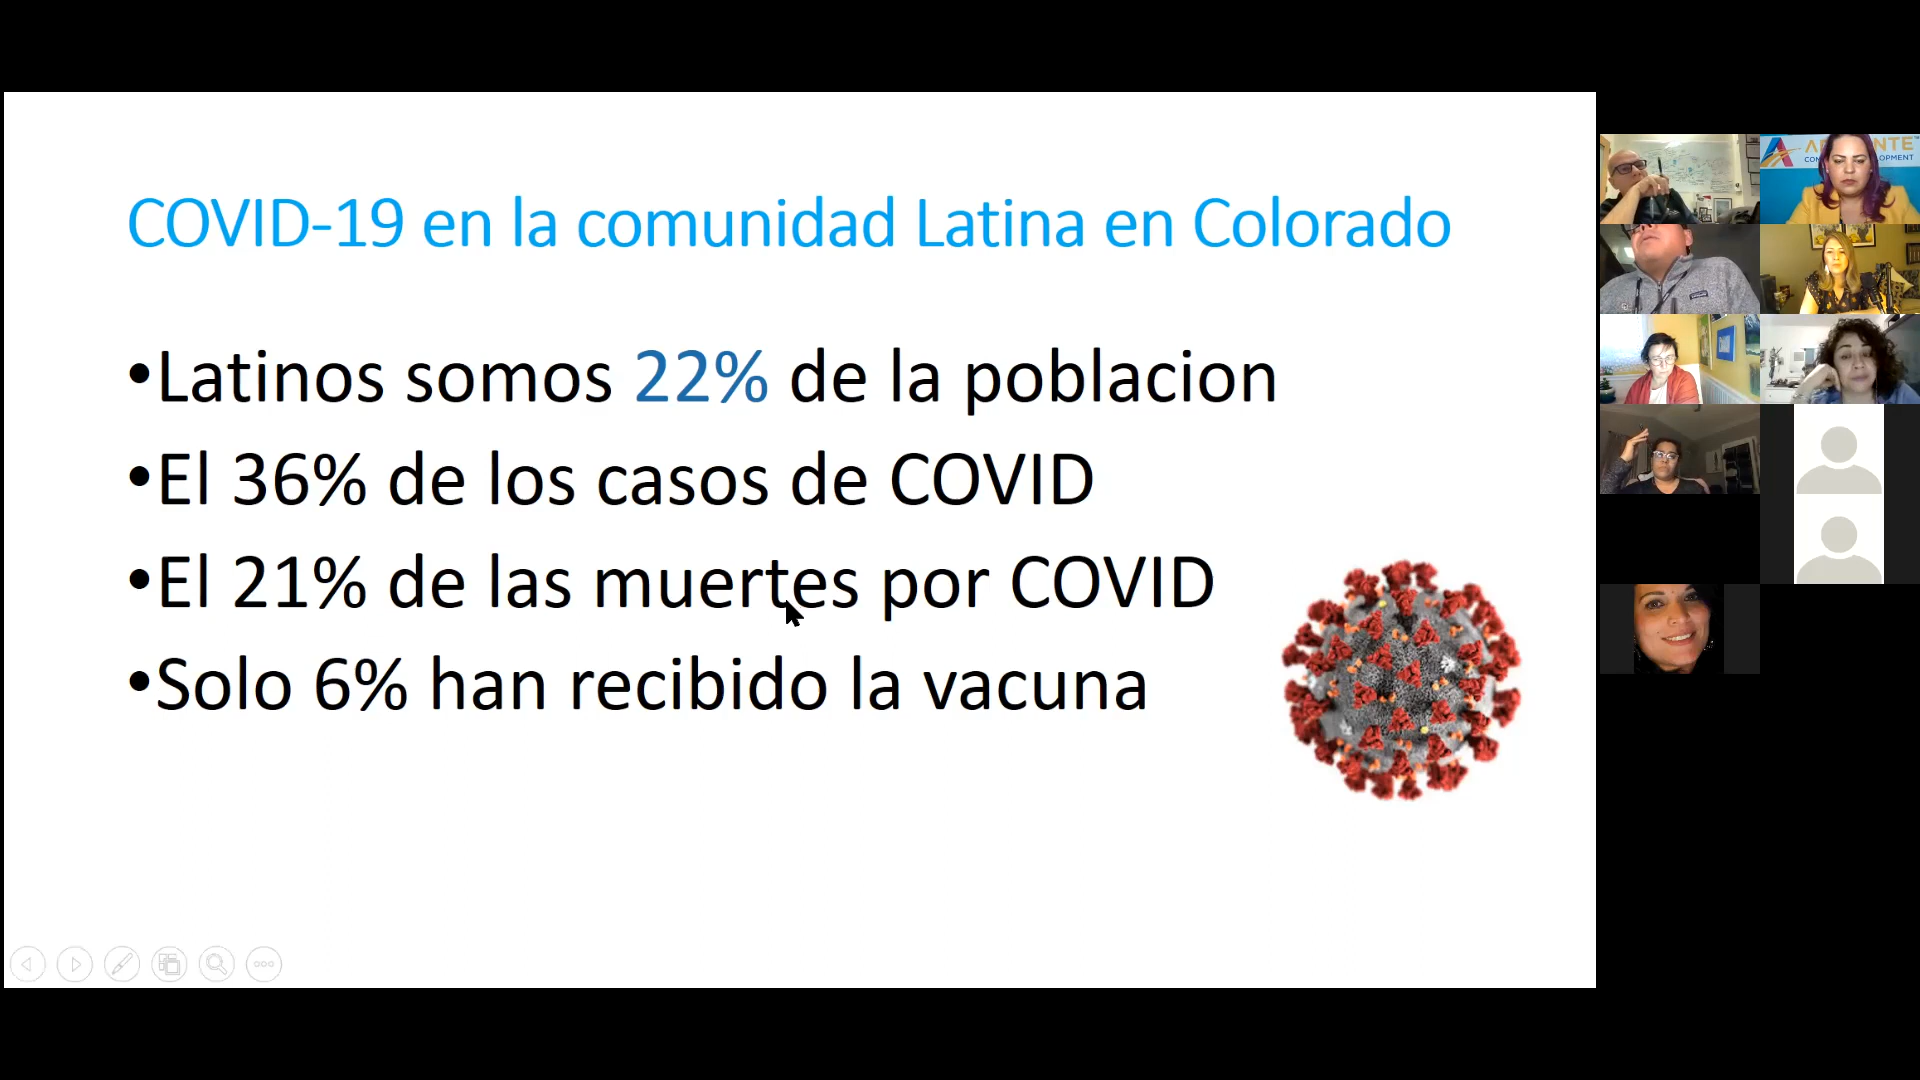 COVID-19 en la comunidad Latina en Colorado
•Latinos somos 22% de la poblacion
•El 36% de los casos de COVID
•El 21% de las muertes por COVID
•Solo 6% han recibido la vacuna